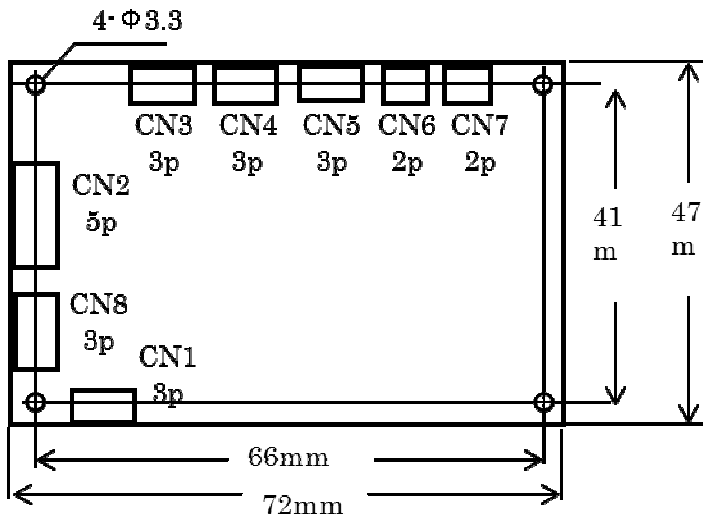 4-Φ3.3
CN3 CN4 CN5 CN6 CN7
3p 3p 3p 2p 2p
CN2
5p
41
m
47
m
CN8
3p
CN1
3p
66mm
72mm